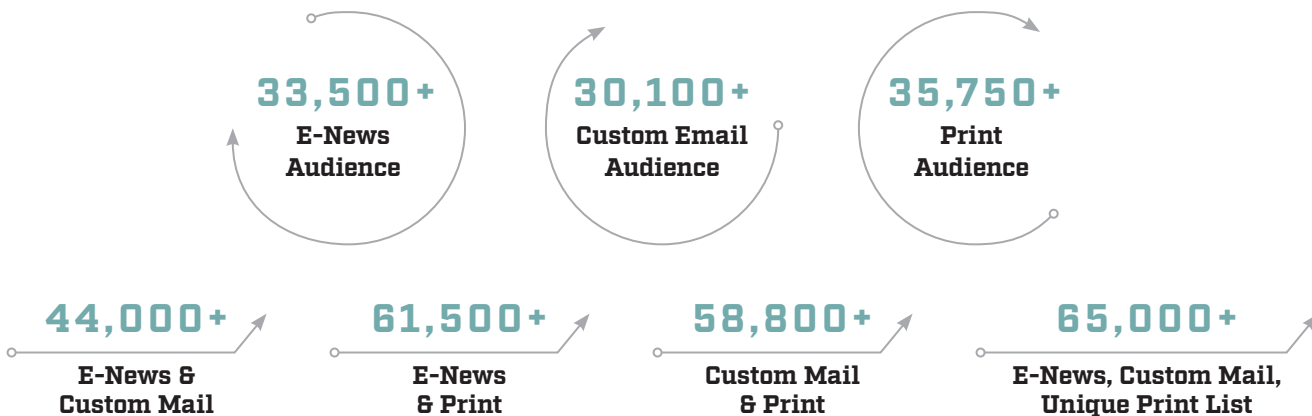 33,500+
E-News
Audience
30,100+
Custom Email
Audience
35,750+
Print
Audience
44,000+
E-News &
Custom Mail
61,500+
E-News
& Print
58,800+
Custom Mail
& Print
65,000+
E-News, Custom Mail,
Unique Print List